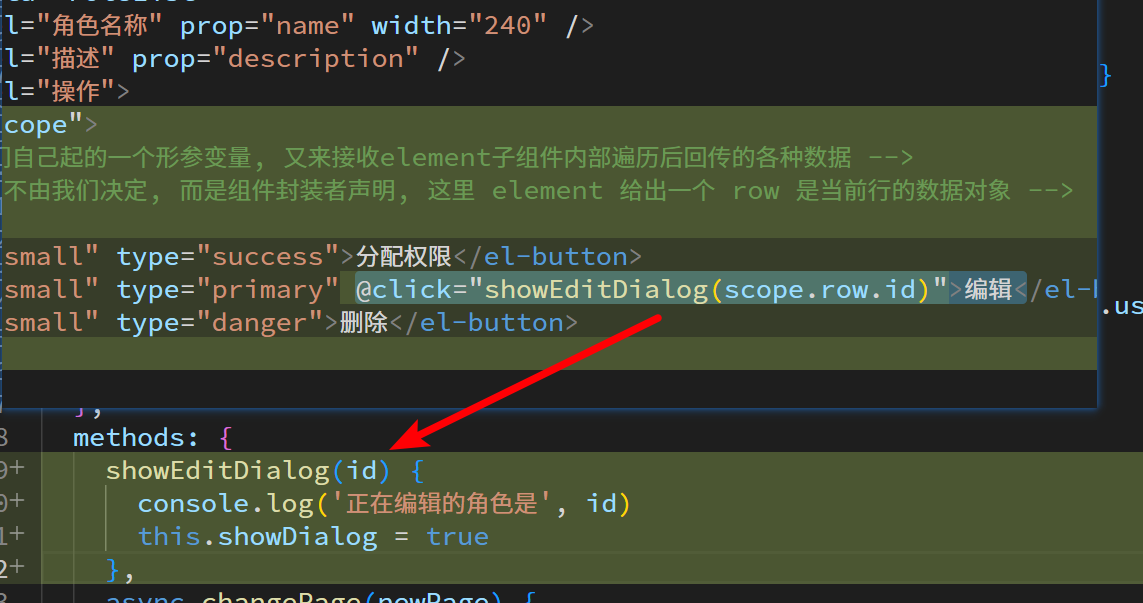 l="角色名称" prop="name" width="240" />
l="描述" prop="description" />
l="操作">
}
cope">
自己起的一个形参变量, 又来接收element子组件内部遍历后回传的各种数据 -->
不由我们决定, 而是组件封装者声明, 这里 element 给出一个 row 是当前行的数据对象 -->
small" type="success">分配权限</el-button>
small" type="primary" @click="showEditDialog(scope.row.id)">编辑</el-
.us
small" type="danger">删除</el-button>
},
8 methods: {
9+ showEditDialog(id) {
0+ console.log('正在编辑的角色是', id)
1+ this.showDialog = true
2+ },
3 async changePage(newPage) {